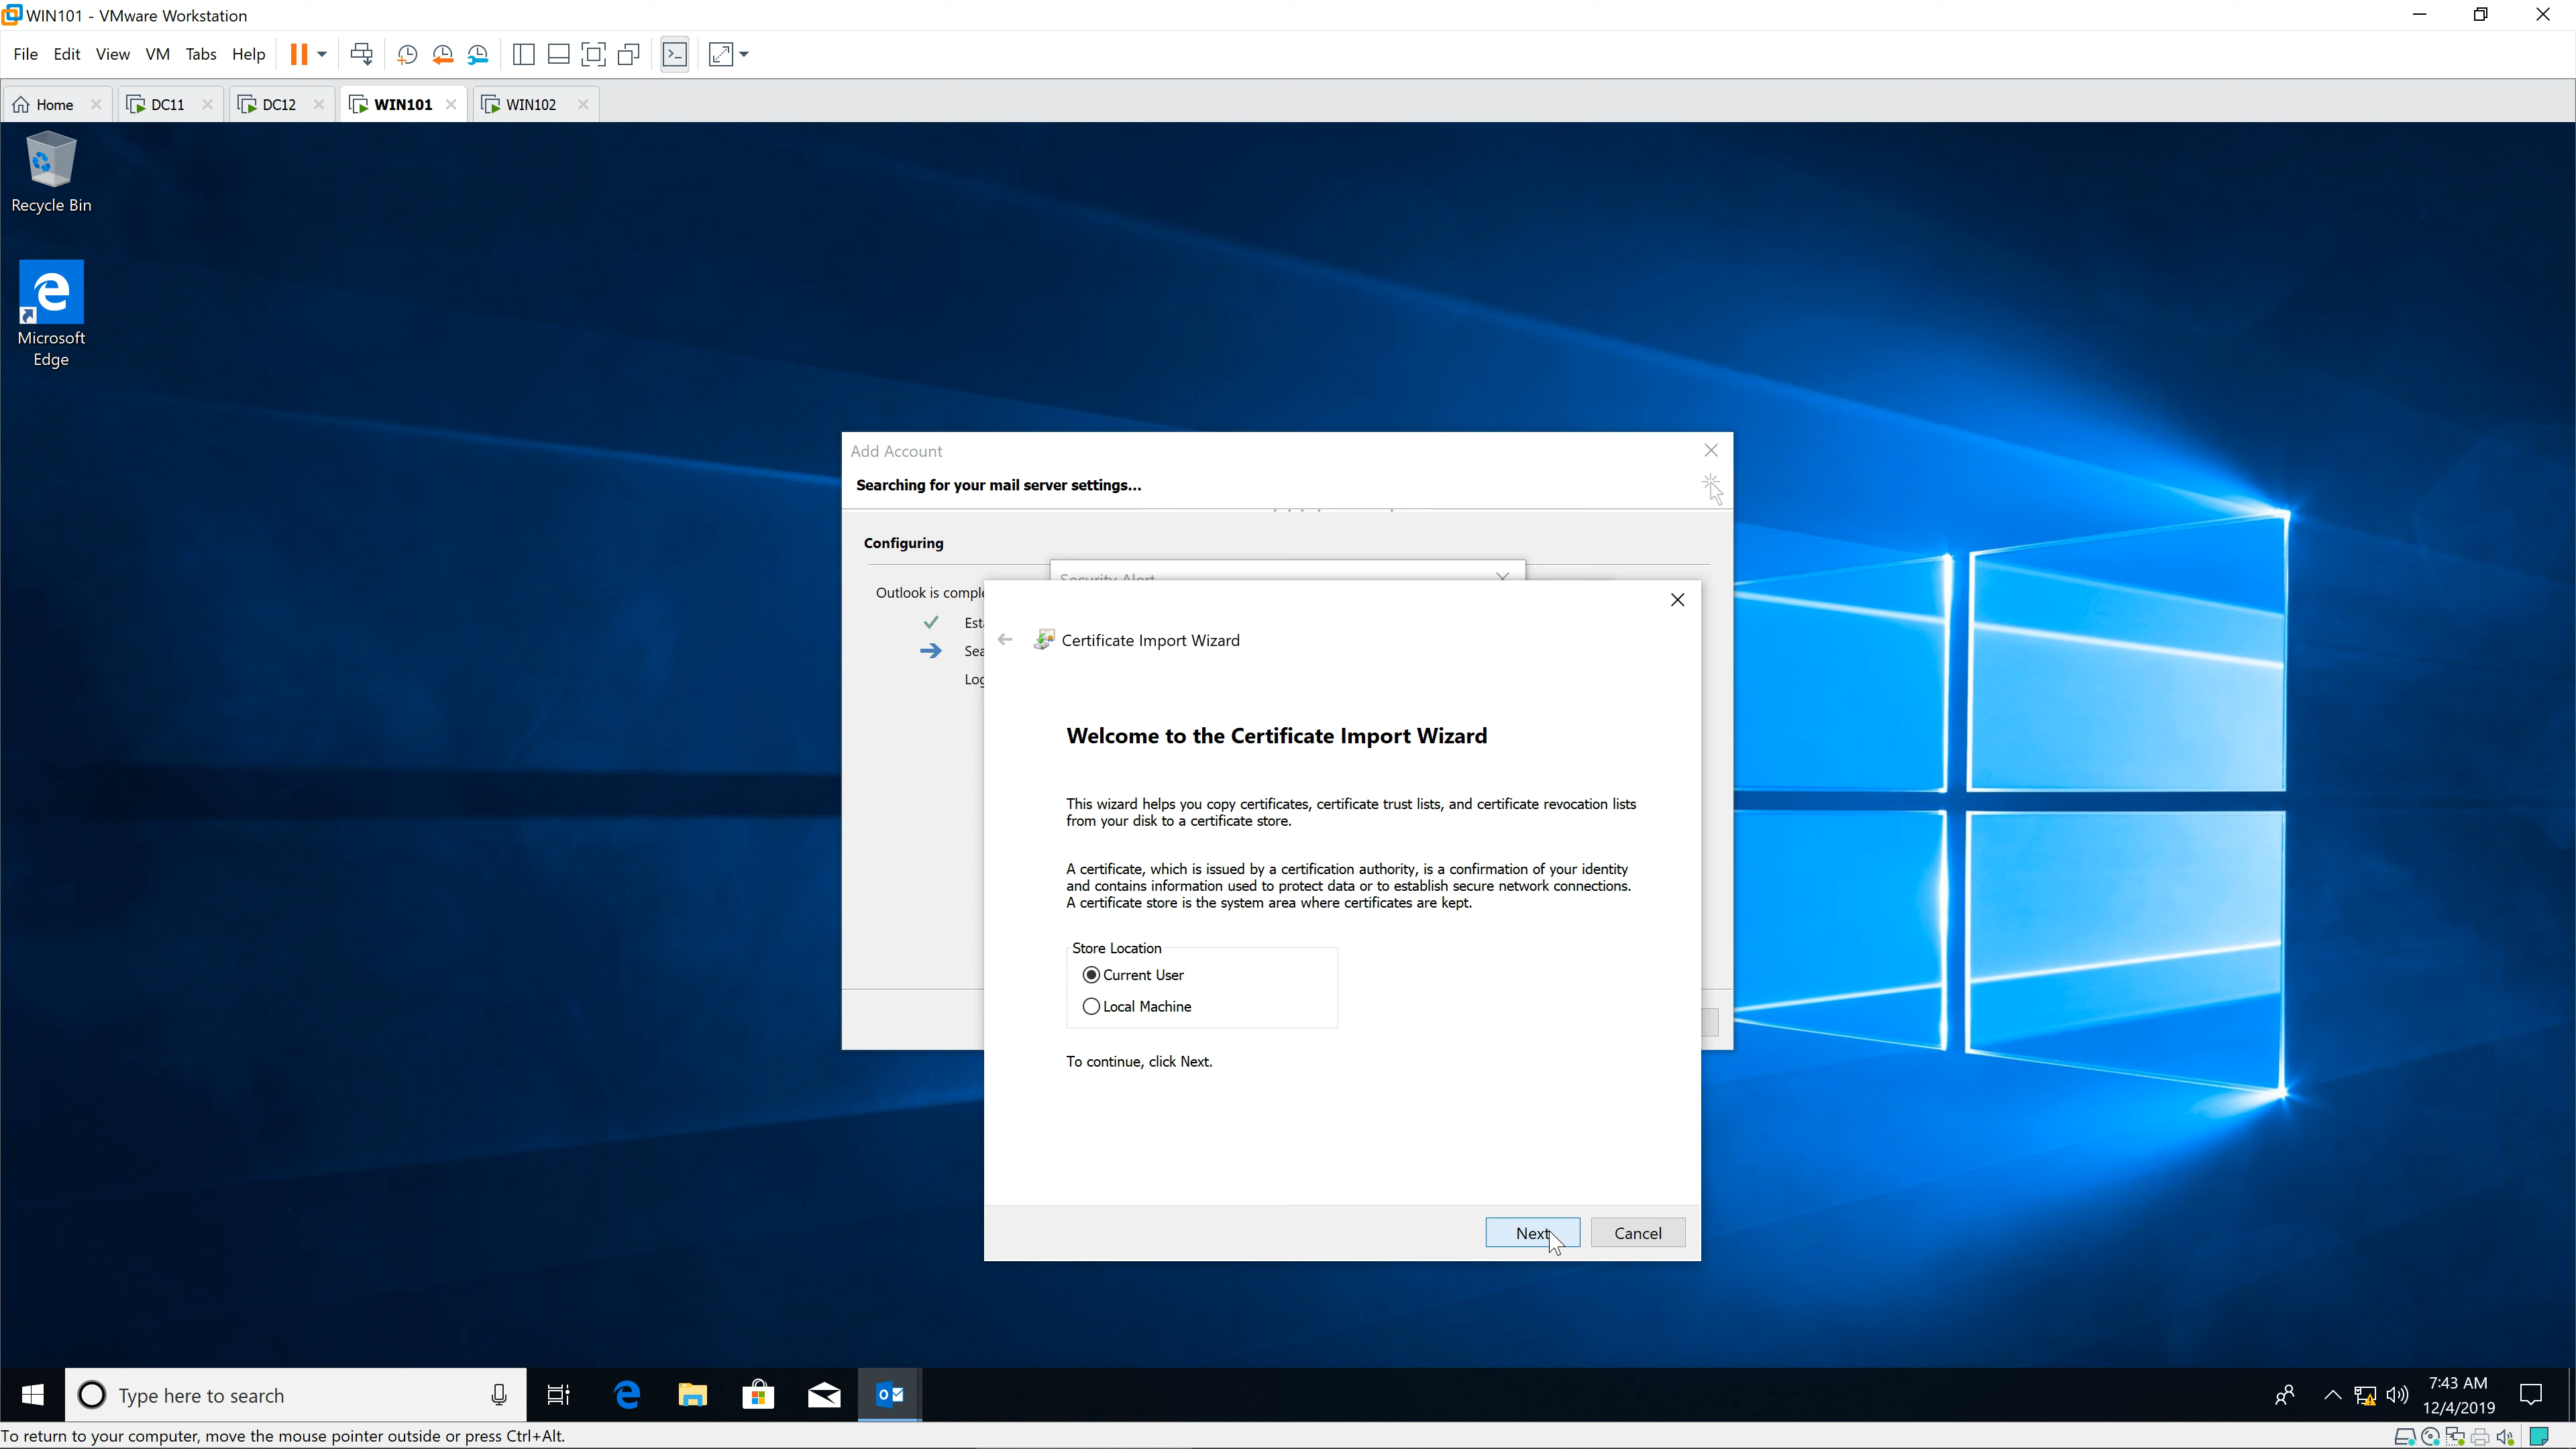 WIN101 - VMware Workstation
File Edit View VM Tabs Help
Home DC11 DC12 WIN101 WIN102
Recycle Bin
Microsoft
Edge
Add Account
Searching for your mail server settings...
Configuring
Security Alert
Outlook is comple
Esta
Sea
Log
Certificate Import Wizard
Welcome to the Certificate Import Wizard
This wizard helps you copy certificates, certificate trust lists, and certificate revocation lists
from your disk to a certificate store.
A certificate, which is issued by a certification authority, is a confirmation of your identity
and contains information used to protect data or to establish secure network connections.
A certificate store is the system area where certificates are kept.
Store Location
Current User
Local Machine
To continue, click Next.
Next Cancel
Type here to search
7:43 AM
12/4/2019
To return to your computer, move the mouse pointer outside or press Ctrl+Alt.